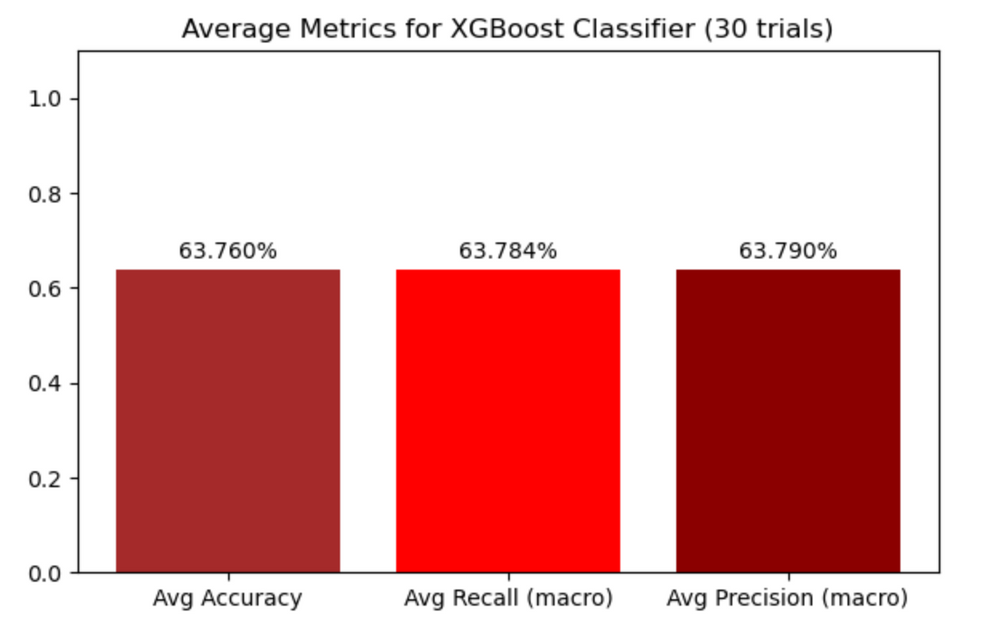 Average Metrics for XGBoost Classifier (30 trials)
1.0
0.8
0.6
0.4
0.2
0.0
63.760%
63.784%
63.790%
Avg Accuracy
Avg Recall (macro)
Avg Precision (macro)